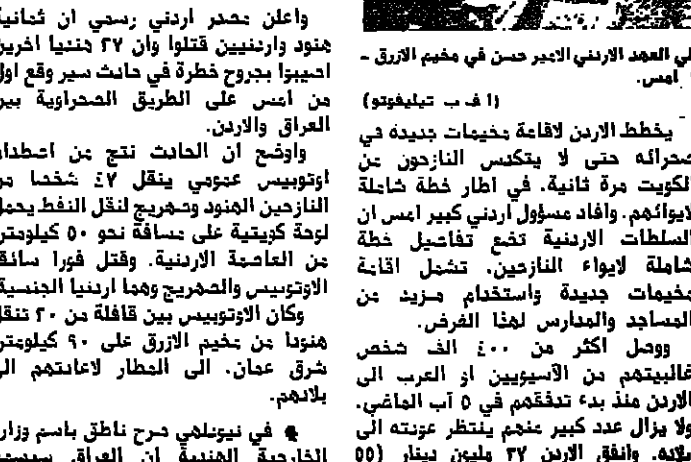 لي العهد الاردني الامير حسن في مخيم الازرق -
امس.
(ا ف ب تيليفوتو)
يخطط الاردن لاقامة مخيمات جديدة في
صحرائه حتى لا يتكدس النازحون من
الكويت مرة ثانية. في اطار خطة شاملة
لايوائهم. وافاد مسؤول اردني كبير امس ان
السلطات الاردنية تضع تفاصيل خطة
شاملة لايواء النازحين. تشمل اقامة
مخيمات جديدة واستخدام مزيد من
المساجد والمدارس لهذا الغرض.
ووصل اكثر من ٤٠٠ الف شخص
غالبيتهم من الآسيويين او العرب الى
الاردن منذ بدء تدفقهم في ٥ آب الماضي.
ولا يزال عدد كبير منهم ينتظر عودته الى
بلاده. وانفق الاردن ٣٧ مليون دينار (٥٥
واعلن مصدر اردني رسمي ان ثمانية
هنود واردنيين قتلوا وان ٢٧ هنديا اخرين
اصيبوا بجروح خطرة في حادث سير وقع اول
من امس على الطريق الصحراوية بين
العراق والاردن.
واوضح ان الحادث نتج من اصطدام
اوتوبيس عمومي ينقل ٤٧ شخصا من
النازحين الهنود وصهريج لنقل النفط يحمل
لوحة كويتية على مسافة نحو ٥٠ كيلومترا
من العاصمة الاردنية. وقتل فورا سائقا
الاوتوبيس والصهريج وهما اردنيا الجنسية.
وكان الاوتوبيس بين قافلة من ٢٠ تنقل
هنودا من مخيم الازرق على ٩٠ كيلومترا
شرق عمان. الى المطار لاعادتهم الى
بلادهم.
● في نيودلهي صرح ناطق باسم وزارة
الخارجية الهندية ان العراق